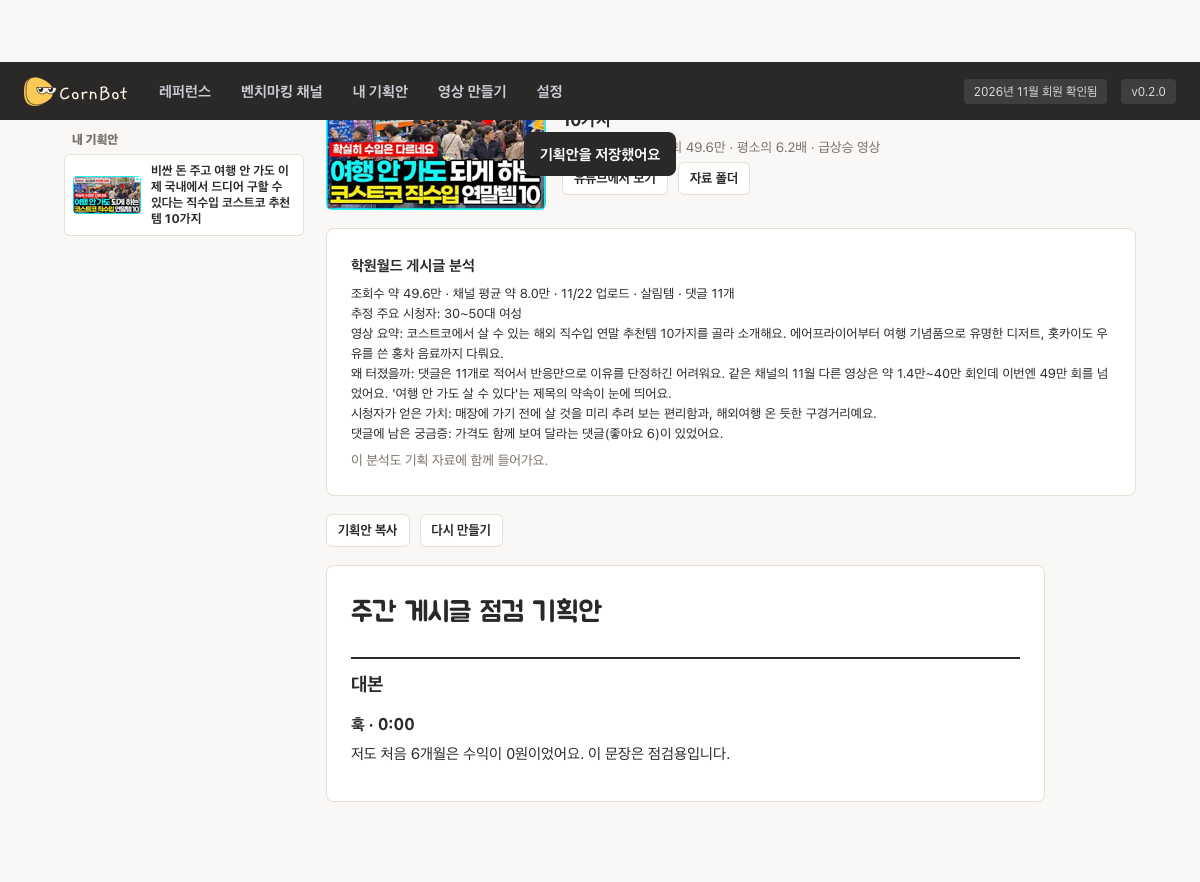 CornBot
레퍼런스
벤치마킹 채널
내 기획안
영상 만들기
설정
2026년 11월 회원 확인됨
v0.2.0
내 기획안
비싼 돈 주고 여행 안 가도 이
제 국내에서 드디어 구할 수
있다는 직수입 코스트코 추천
템 10가지
확실히 수입은 다르네요
여행 안 가도 되게 하는
코스트코 직수입 연말템 10
10가지
49.6만 · 평소의 6.2배 · 급상승 영상
기획안을 저장했어요
유튜브에서 보기
자료 폴더
학원월드 게시글 분석
조회수 약 49.6만 · 채널 평균 약 8.0만 · 11/22 업로드 · 살림템 · 댓글 11개
추정 주요 시청자: 30~50대 여성
영상 요약: 코스트코에서 살 수 있는 해외 직수입 연말 추천템 10가지를 골라 소개해요. 에어프라이어부터 여행 기념품으로 유명한 디저트, 홋카이도 우
유를 쓴 홍차 음료까지 다뤄요.
왜 터졌을까: 댓글은 11개로 적어서 반응만으로 이유를 단정하긴 어려워요. 같은 채널의 11월 다른 영상은 약 1.4만~40만 회인데 이번엔 49만 회를 넘
었어요. '여행 안 가도 살 수 있다'는 제목의 약속이 눈에 띄어요.
시청자가 얻은 가치: 매장에 가기 전에 살 것을 미리 추려 보는 편리함과, 해외여행 온 듯한 구경거리예요.
댓글에 남은 궁금증: 가격도 함께 보여 달라는 댓글(좋아요 6)이 있었어요.
이 분석도 기획 자료에 함께 들어가요.
기획안 복사
다시 만들기
주간 게시글 점검 기획안
대본
훅 · 0:00
저도 처음 6개월은 수익이 0원이었어요. 이 문장은 점검용입니다.